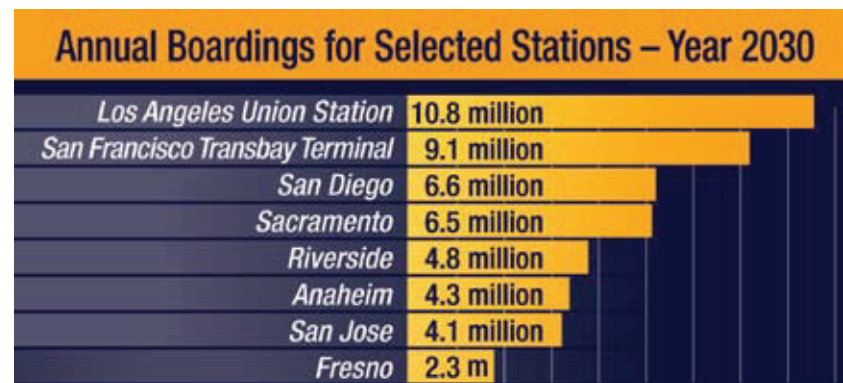 Annual Boardings for Selected Stations – Year 2030
Los Angeles Union Station 10.8 million
San Francisco Transbay Terminal 9.1 million
San Diego 6.6 million
Sacramento 6.5 million
Riverside 4.8 million
Anaheim 4.3 million
San Jose 4.1 million
Fresno 2.3 m